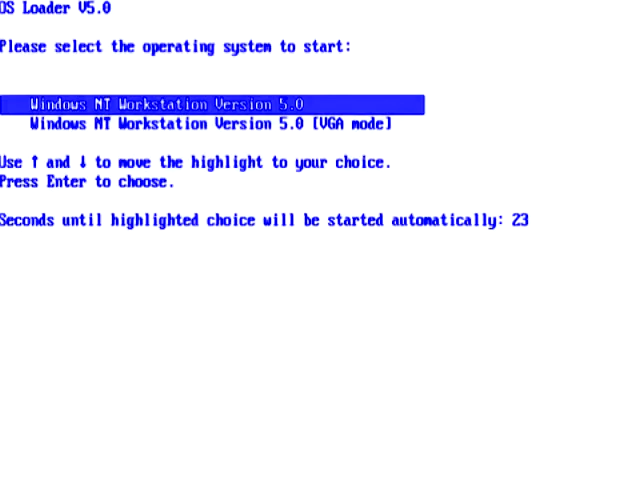 OS Loader V5.0
Please select the operating system to start:
Windows NT Workstation Version 5.0
Windows NT Workstation Version 5.0 [VGA mode]
Use ↑ and ↓ to move the highlight to your choice.
Press Enter to choose.
Seconds until highlighted choice will be started automatically: 23